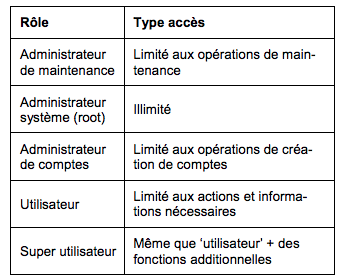 Rôle Type accès
Administrateur Limité aux opérations de main-
de maintenance tenance
Administrateur
système (root) Illimité
Administrateur Limité aux opérations de créa-
de comptes tion de comptes
Utilisateur Limité aux actions et informa-
tions nécessaires
Super utilisateur Même que ‘utilisateur’ + des
fonctions additionnelles